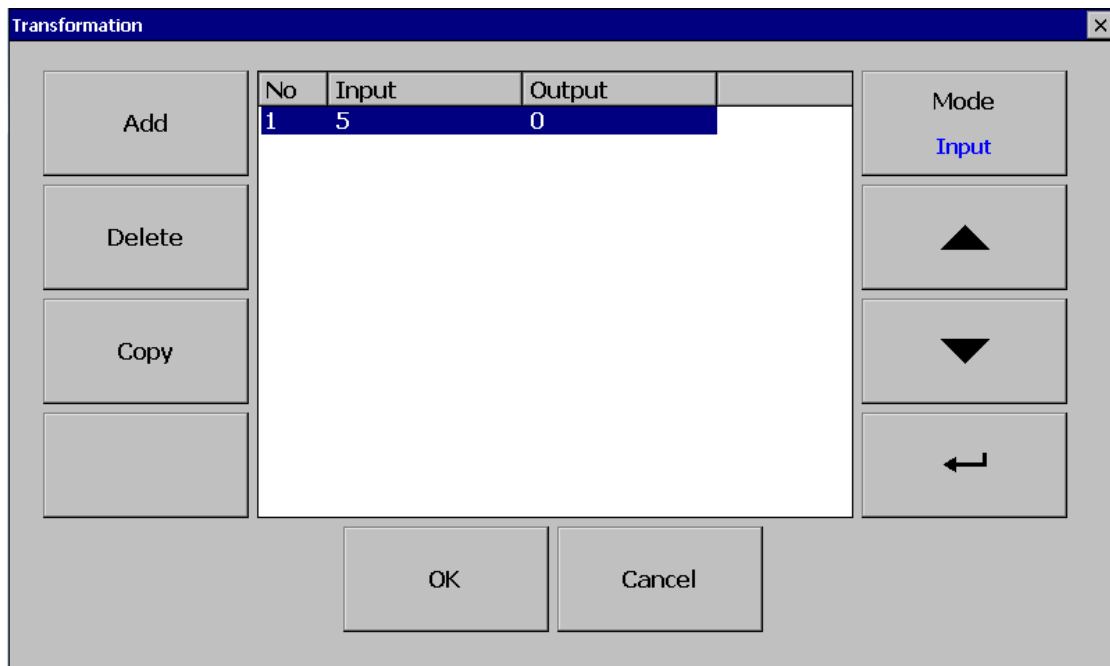 Transformation
Add
Delete
Copy
No Input Output
1 5 0
Mode
Input
OK Cancel